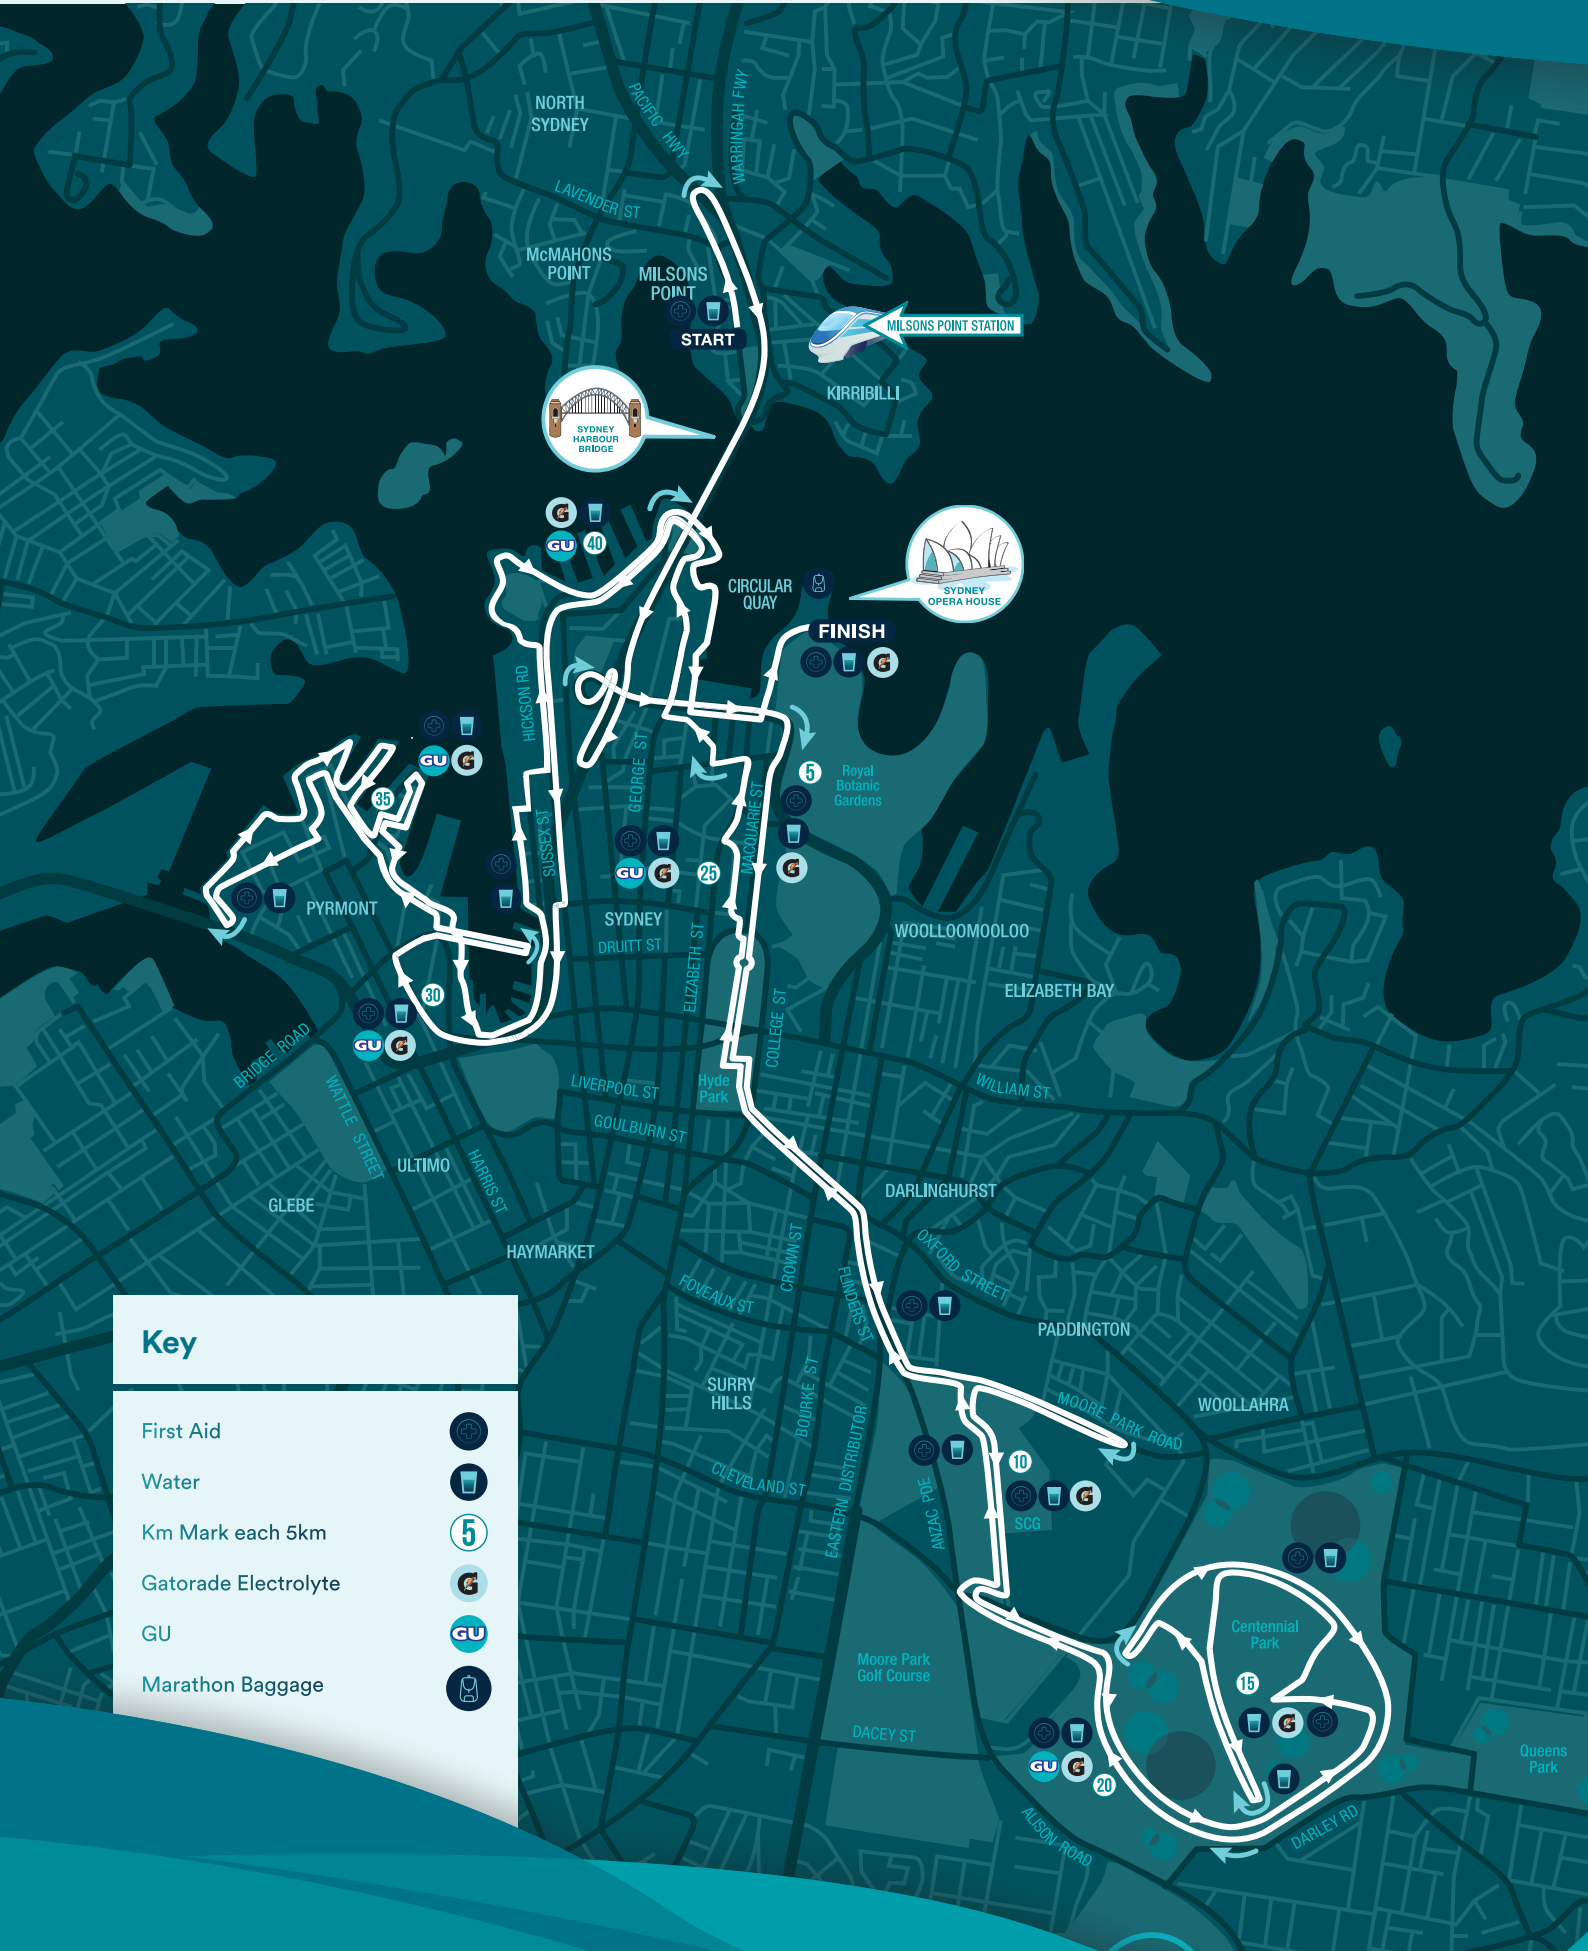 NORTH
SYDNEY
PACIFIC HWY
WARRINGAH FWY
LAVENDER ST
McMAHONS
POINT
MILSONS
POINT
START
MILSONS POINT STATION
KIRRIBILLI
SYDNEY
HARBOUR
BRIDGE
G
GU
40
CIRCULAR
QUAY
SYDNEY
OPERA HOUSE
FINISH
G
HICKSON RD
GEORGE ST
GU
G
35
5
Royal
Botanic
Gardens
G
MACQUARIE ST
SUSSEX ST
GU
G
25
PYRMONT
SYDNEY
DRUITT ST
ELIZABETH ST
WOOLLOOMOOLOO
ELIZABETH BAY
30
GU
G
COLLEGE ST
BRIDGE ROAD
WATTLE STREET
LIVERPOOL ST
Hyde
Park
WILLIAM ST
GOULBURN ST
ULTIMO
HARRIS ST
GLEBE
DARLINGHURST
HAYMARKET
CROWN ST
OXFORD STREET
FOVEAUX ST
FLINDERS ST
PADDINGTON
SURRY
HILLS
BOURKE ST
MOORE PARK ROAD
WOOLLAHRA
EASTERN DISTRIBUTOR
CLEVELAND ST
ANZAC PDE
10
G
SCG
Centennial
Park
15
G
Moore Park
Golf Course
DACEY ST
GU
G
20
Queens
Park
ALISON ROAD
DARLEY RD
Key
First Aid
Water
Km Mark each 5km
5
Gatorade Electrolyte
G
GU
GU
Marathon Baggage